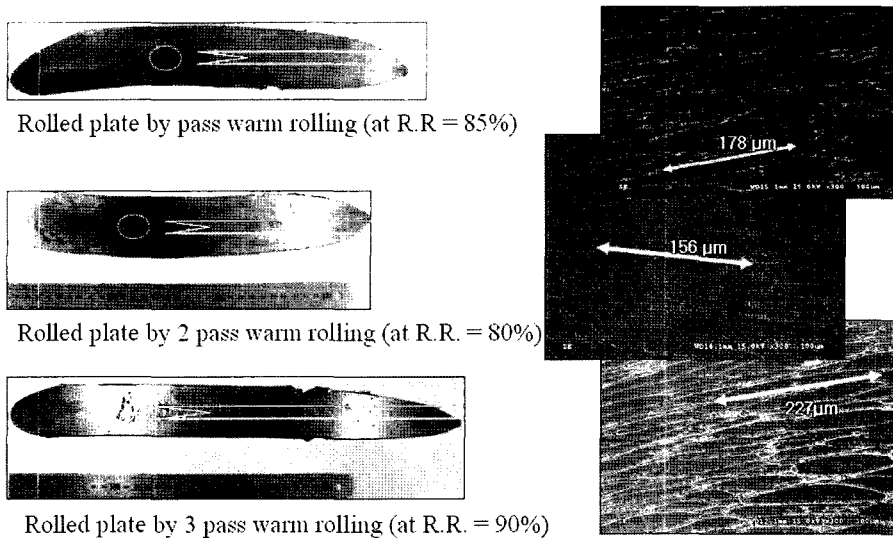 Rolled plate by pass warm rolling (at R.R = 85%)
178 μm
Rolled plate by 2 pass warm rolling (at R.R. = 80%)
156 μm
Rolled plate by 3 pass warm rolling (at R.R. = 90%)
227μm